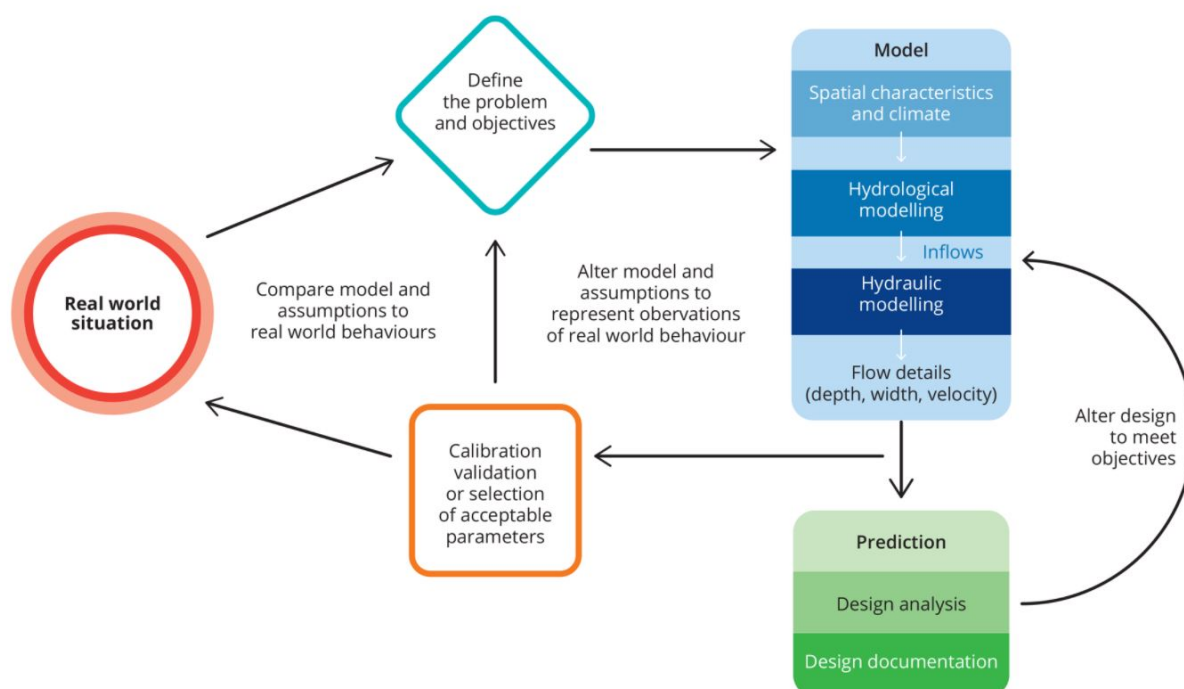 Define
the problem
and objectives
Model
Spatial characteristics
and climate
Hydrological
modelling
Inflows
Hydraulic
modelling
Flow details
(depth, width, velocity)
Real world
situation
Compare model and
assumptions to
real world behaviours
Alter model and
assumptions to
represent obervations
of real world behaviour
Calibration
validation
or selection
of acceptable
parameters
Alter design
to meet
objectives
Prediction
Design analysis
Design documentation